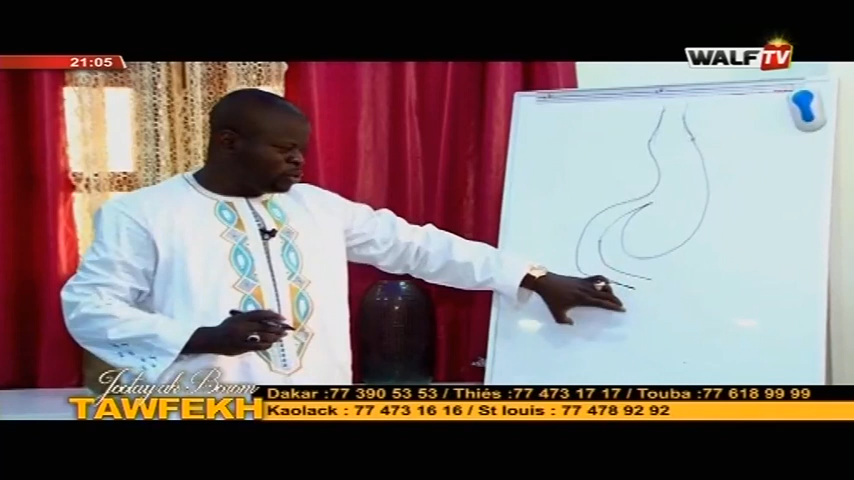 21:05
WALF TV
Jootay ak Borom
TAWFEKH
Dakar :77 390 53 53 / Thiés :77 473 17 17 / Touba :77 618 99 99
Kaolack : 77 473 16 16 / St louis : 77 478 92 92